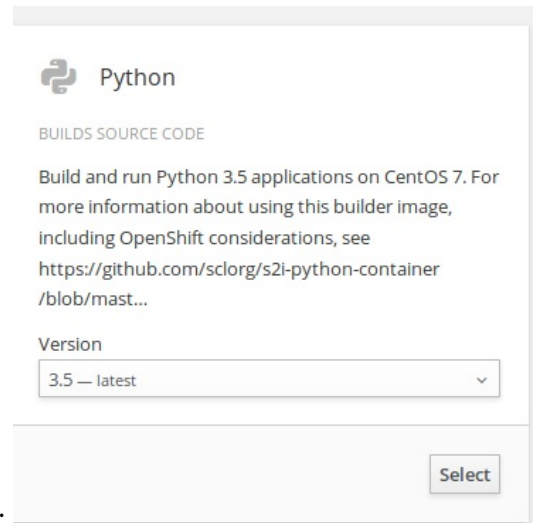 Python
BUILDS SOURCE CODE
Build and run Python 3.5 applications on CentOS 7. For
more information about using this builder image,
including OpenShift considerations, see
https://github.com/sclorg/s2i-python-container
/blob/mast...
Version
3.5 — latest
Select
.